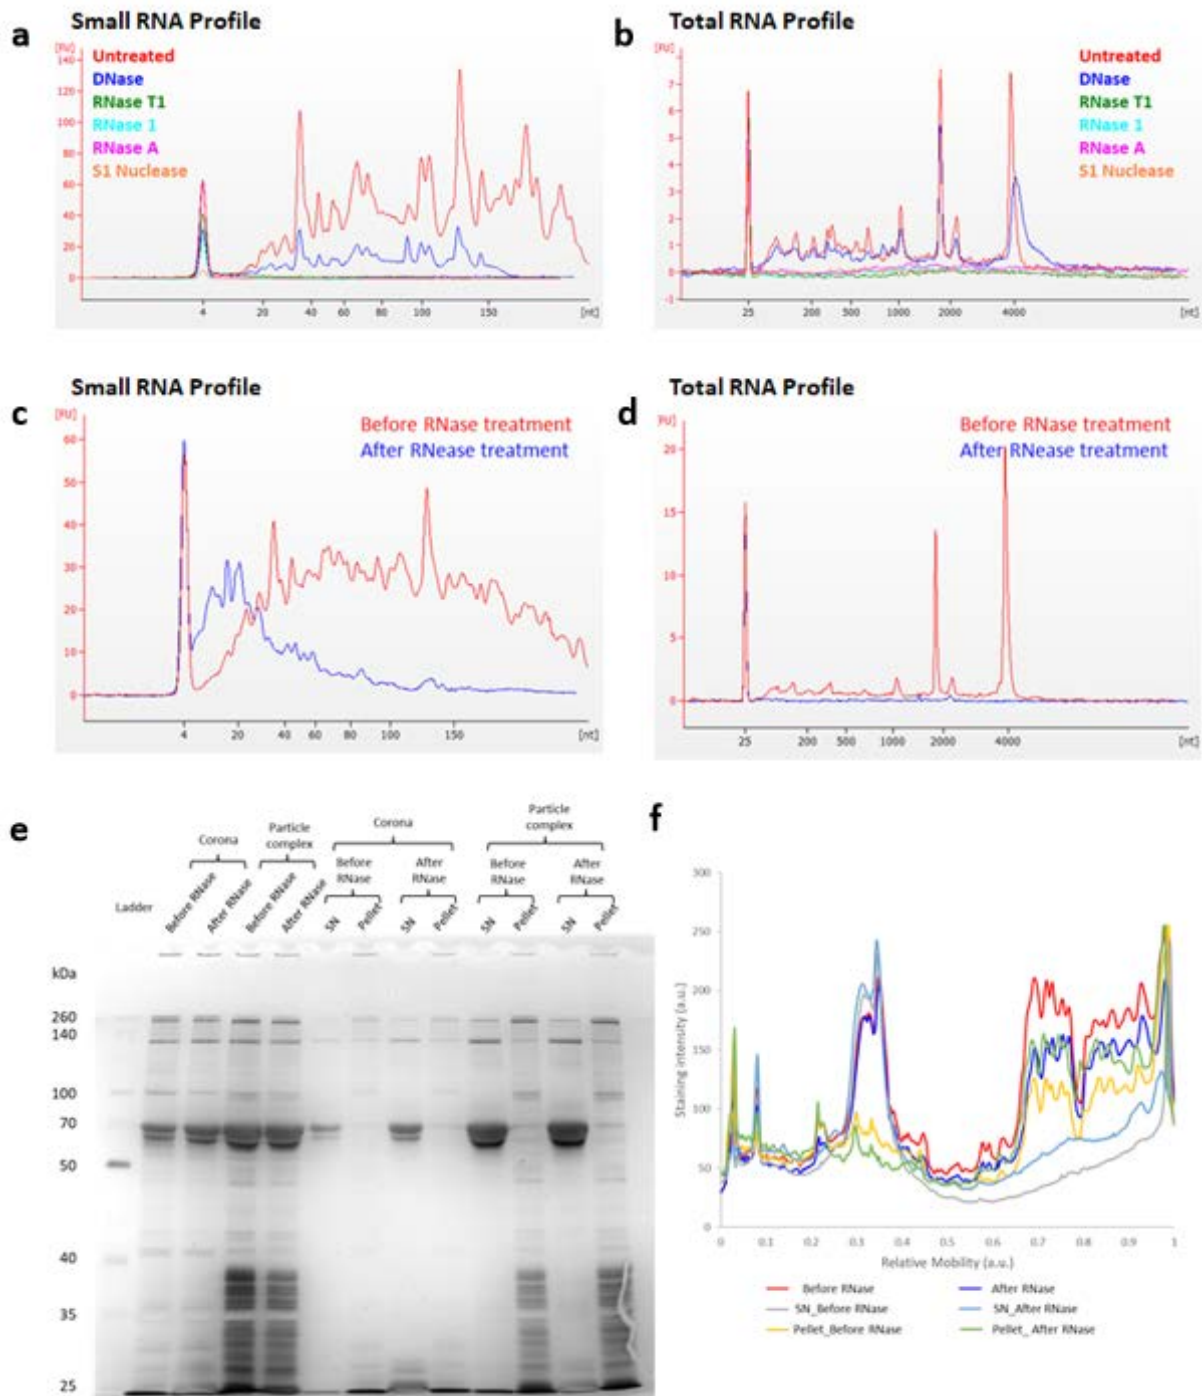 a
Small RNA Profile
[FU]
Untreated
DNase
RNase T1
RNase 1
RNase A
S1 Nuclease
140
120
100
80
60
40
20
0
4 20 40 60 80 100 150 [nt]
b
Total RNA Profile
[FU]
Untreated
DNase
RNase T1
RNase 1
RNase A
S1 Nuclease
7
6
5
4
3
2
1
0
-1
25 200 500 1000 2000 4000 [nt]
c
Small RNA Profile
[FU]
Before RNase treatment
After RNease treatment
60
50
40
30
20
10
0
4 20 40 60 80 100 150 [nt]
d
Total RNA Profile
[FU]
Before RNase treatment
After RNease treatment
20
15
10
5
0
25 200 500 1000 2000 4000 [nt]
e
Corona
Particle complex
Corona
Particle complex
Before RNase
After RNase
Before RNase
After RNase
Ladder
Before RNase
After RNase
Before RNase
After RNase
SN
Pellet
SN
Pellet
SN
Pellet
SN
Pellet
kDa
260
140
100
70
50
40
35
25
f
300
250
200
150
100
50
0
Staining intensity (a.u.)
0 0.1 0.2 0.3 0.4 0.5 0.6 0.7 0.8 0.9 1
Relative Mobility (a.u.)
Before RNase
After RNase
SN_Before RNase
SN_After RNase
Pellet_Before RNase
Pellet_ After RNase